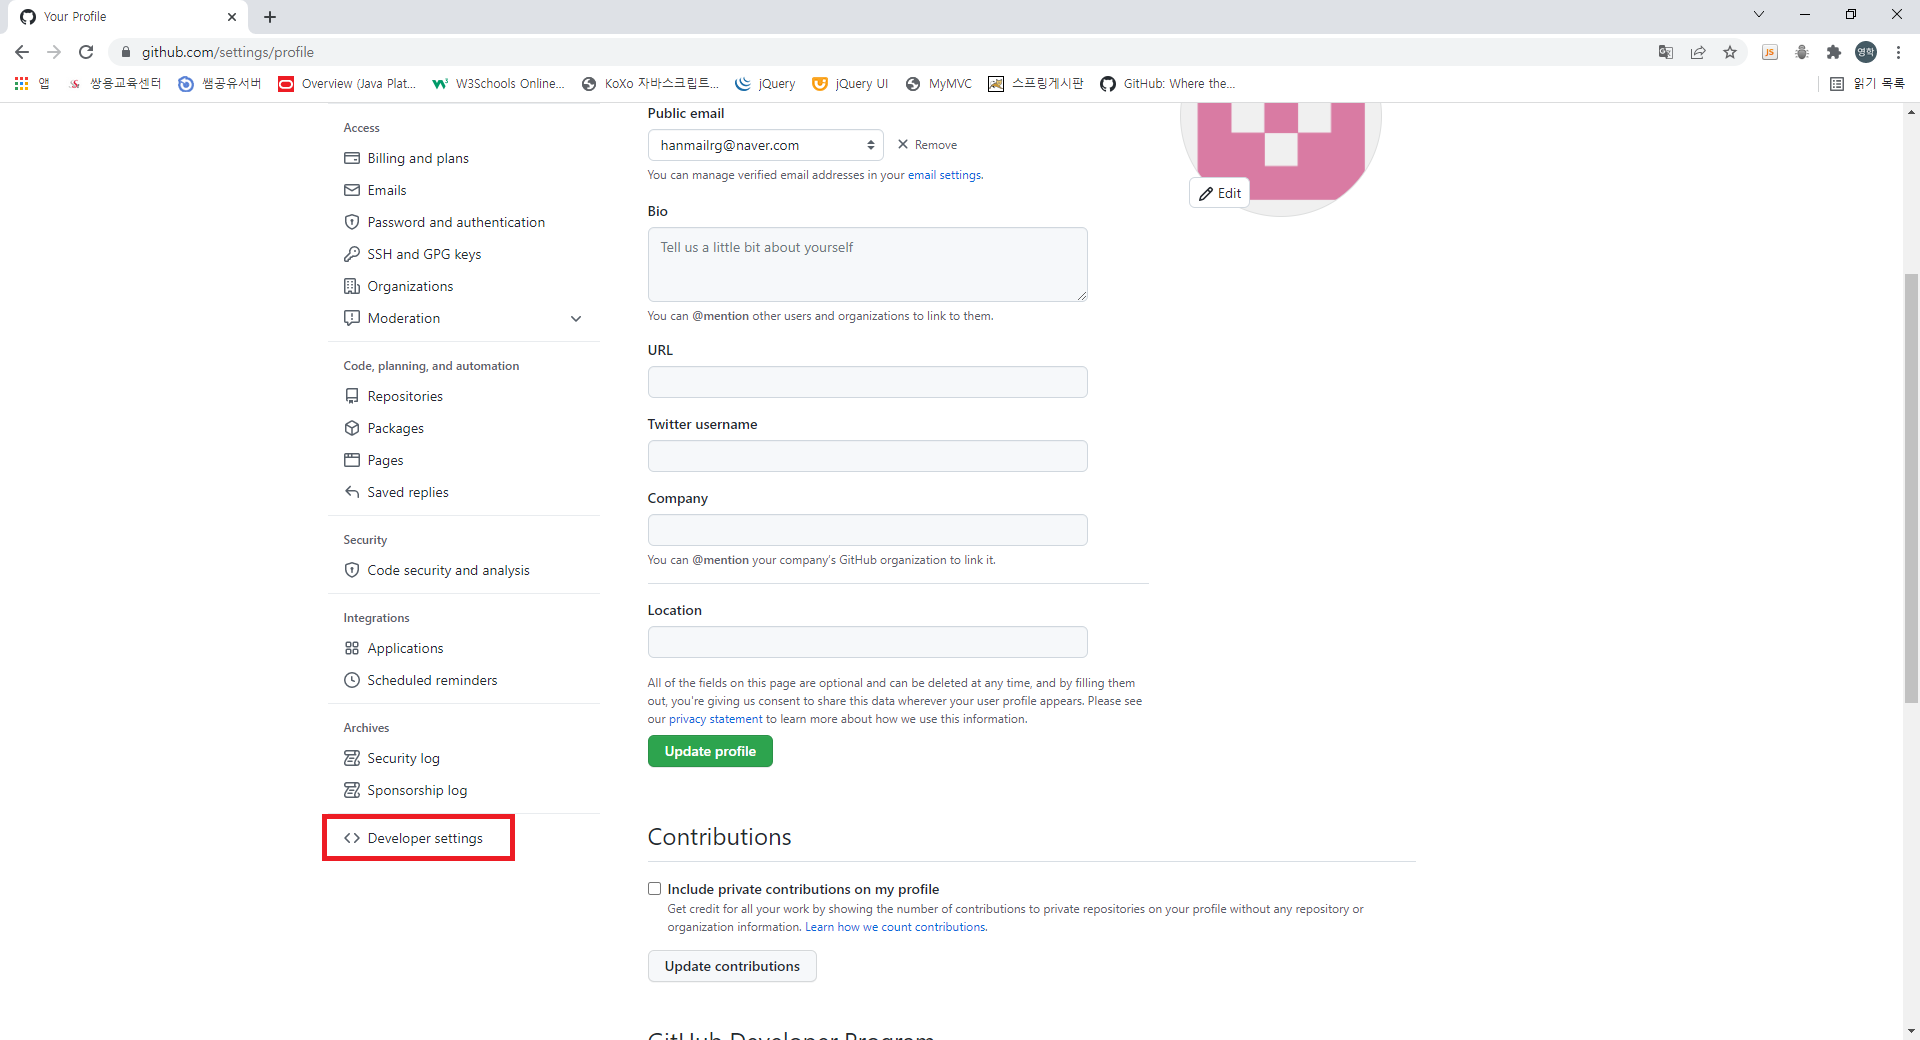 Your Profile
github.com/settings/profile
JS
영학
앱
쌍용교육센터
쌤공유서버
Overview (Java Plat...
W3Schools Online...
KoXo 자바스크립트...
jQuery
jQuery UI
MyMVC
스프링게시판
GitHub: Where the...
읽기 목록
Access
Billing and plans
Emails
Password and authentication
SSH and GPG keys
Organizations
Moderation
Code, planning, and automation
Repositories
Packages
Pages
Saved replies
Security
Code security and analysis
Integrations
Applications
Scheduled reminders
Archives
Security log
Sponsorship log
Developer settings
Public email
hanmailrg@naver.com
Remove
You can manage verified email addresses in your email settings.
Bio
Tell us a little bit about yourself
You can @mention other users and organizations to link to them.
URL
Twitter username
Company
You can @mention your company's GitHub organization to link it.
Location
All of the fields on this page are optional and can be deleted at any time, and by filling them
out, you're giving us consent to share this data wherever your user profile appears. Please see
our privacy statement to learn more about how we use this information.
Update profile
Edit
Contributions
Include private contributions on my profile
Get credit for all your work by showing the number of contributions to private repositories on your profile without any repository or
organization information. Learn how we count contributions.
Update contributions
GitHub Developer Program